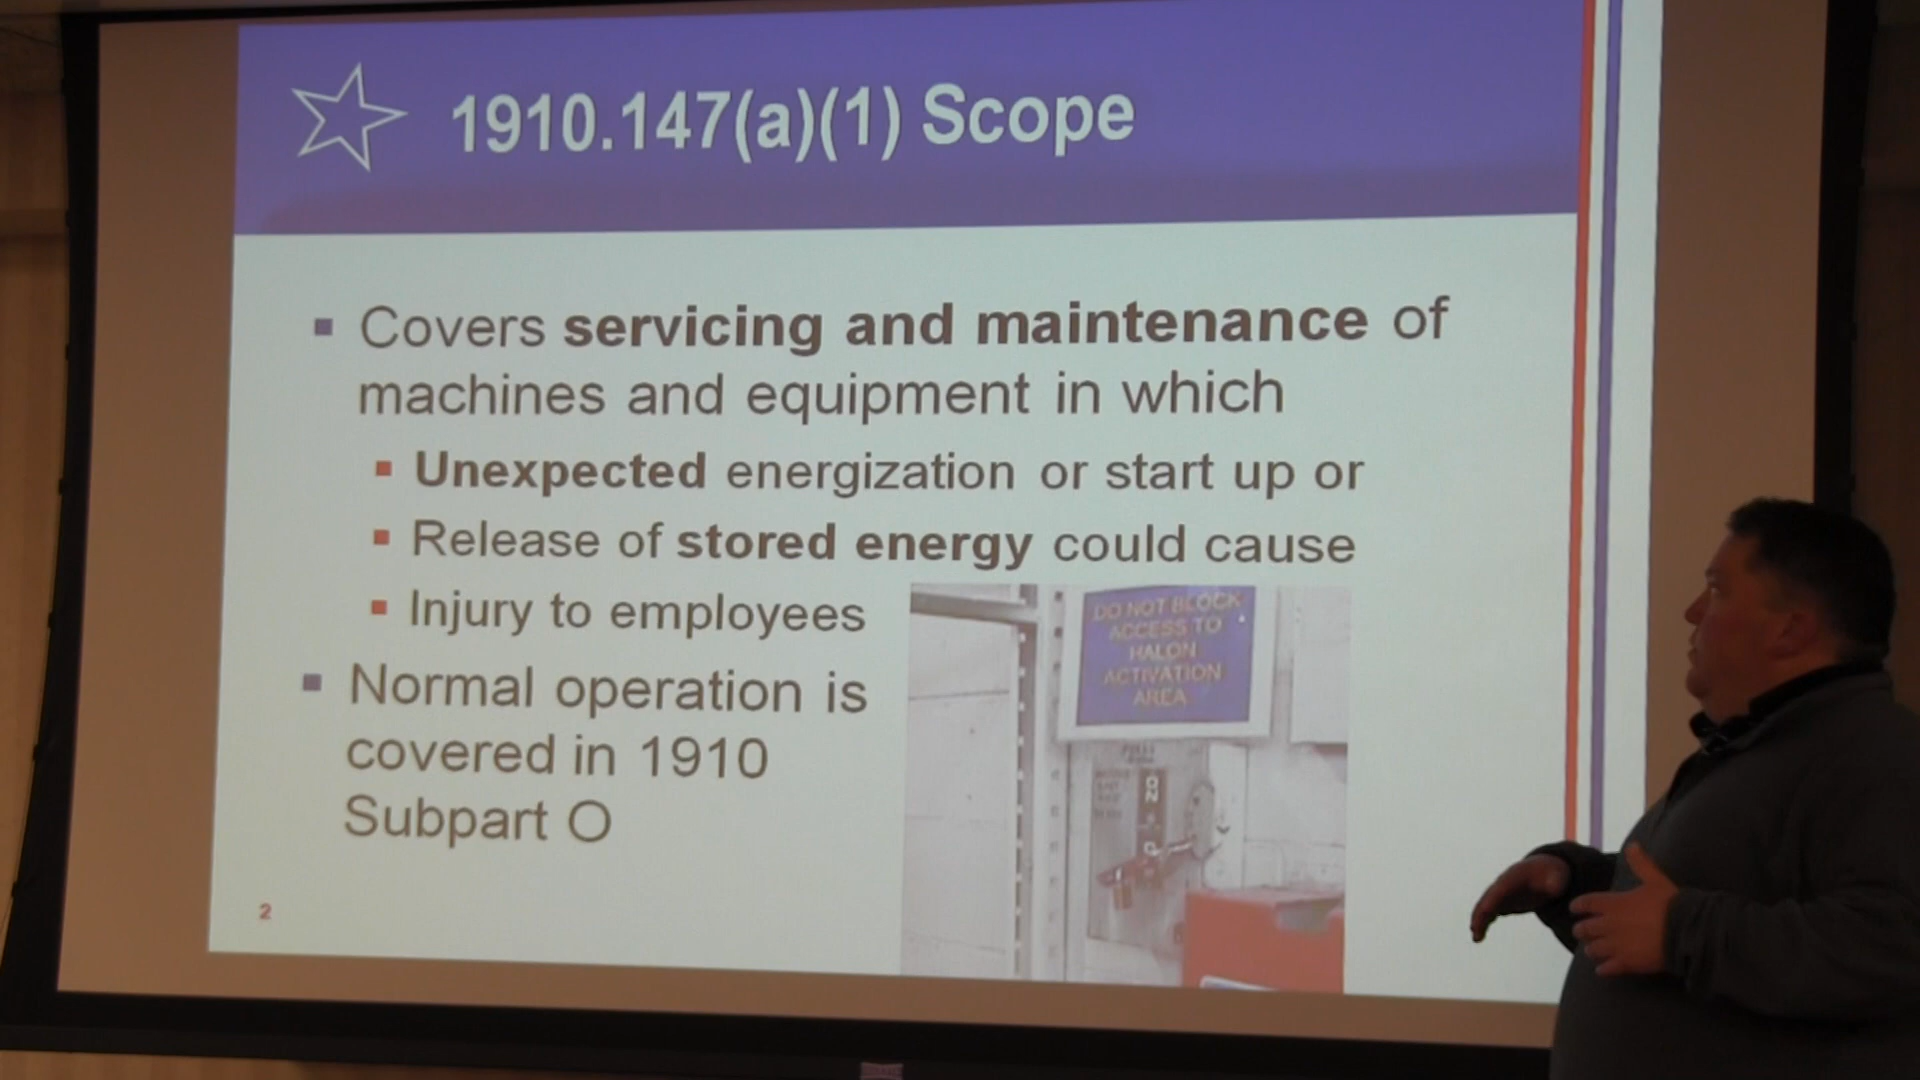 1910.147(a)(1) Scope
Covers servicing and maintenance of
machines and equipment in which
Unexpected energization or start up or
Release of stored energy could cause
Injury to employees
Normal operation is
covered in 1910
Subpart O
DO NOT BLOCK
ACCESS TO
HALON
ACTIVATION
AREA
ON
2